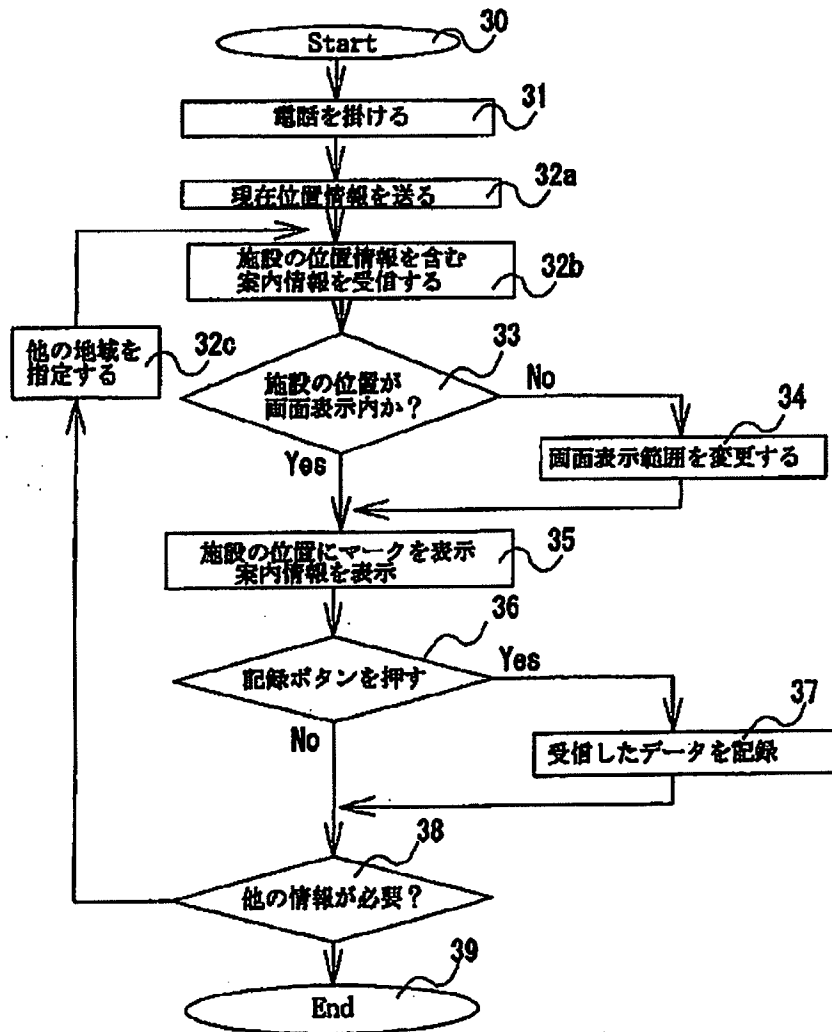 30
Start
31
電話を掛ける
32a
現在位置情報を送る
施設の位置情報を含む
案内情報を受信する
32b
他の地域を
指定する
32c
33
施設の位置が
画面表示内か？
No
34
画面表示範囲を変更する
Yes
施設の位置にマークを表示
案内情報を表示
35
36
記録ボタンを押す
Yes
37
受信したデータを記録
No
38
他の情報が必要？
39
End